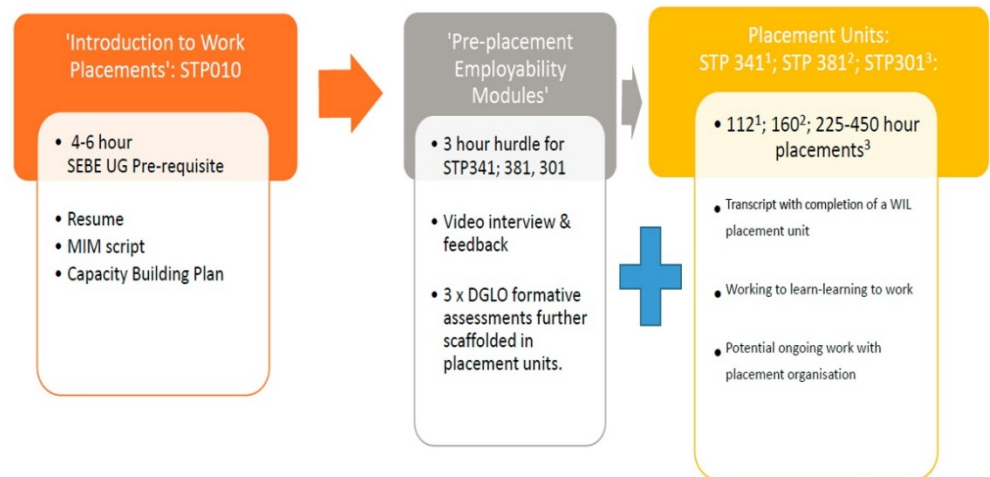 'Introduction to Work
Placements': STP010
• 4-6 hour
SEBE UG Pre-requisite
• Resume
• MIM script
• Capacity Building Plan
'Pre-placement
Employability
Modules'
• 3 hour hurdle for
STP341; 381, 301
• Video interview &
feedback
• 3 x DGLO formative
assessments further
scaffolded in
placement units.
Placement Units:
STP 341¹; STP 381²; STP301³:
• 112¹; 160²; 225-450 hour
placements³
• Transcript with completion of a WIL
placement unit
• Working to learn-learning to work
• Potential ongoing work with
placement organisation